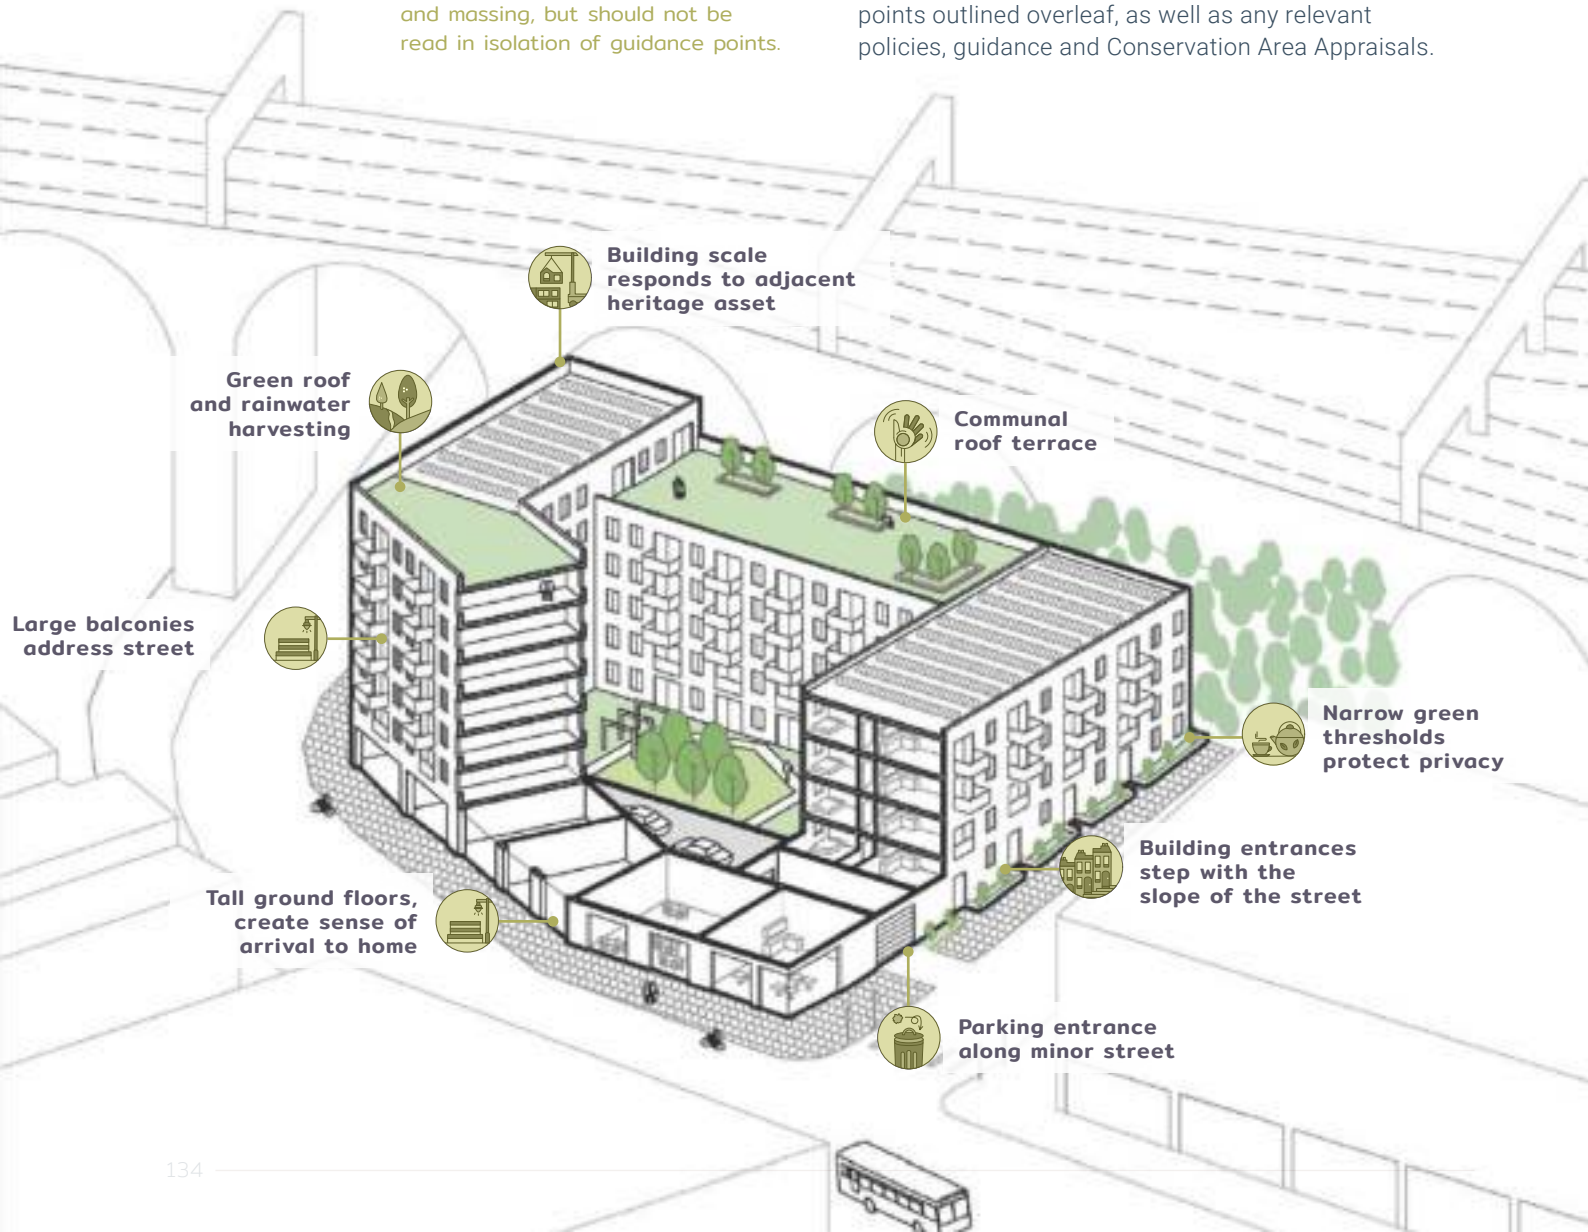 and massing, but should not be
read in isolation of guidance points.
points outlined overleaf, as well as any relevant
policies, guidance and Conservation Area Appraisals.
Building scale
responds to adjacent
heritage asset
Green roof
and rainwater
harvesting
Communal
roof terrace
Large balconies
address street
Narrow green
thresholds
protect privacy
Building entrances
step with the
slope of the street
Tall ground floors,
create sense of
arrival to home
Parking entrance
along minor street
134